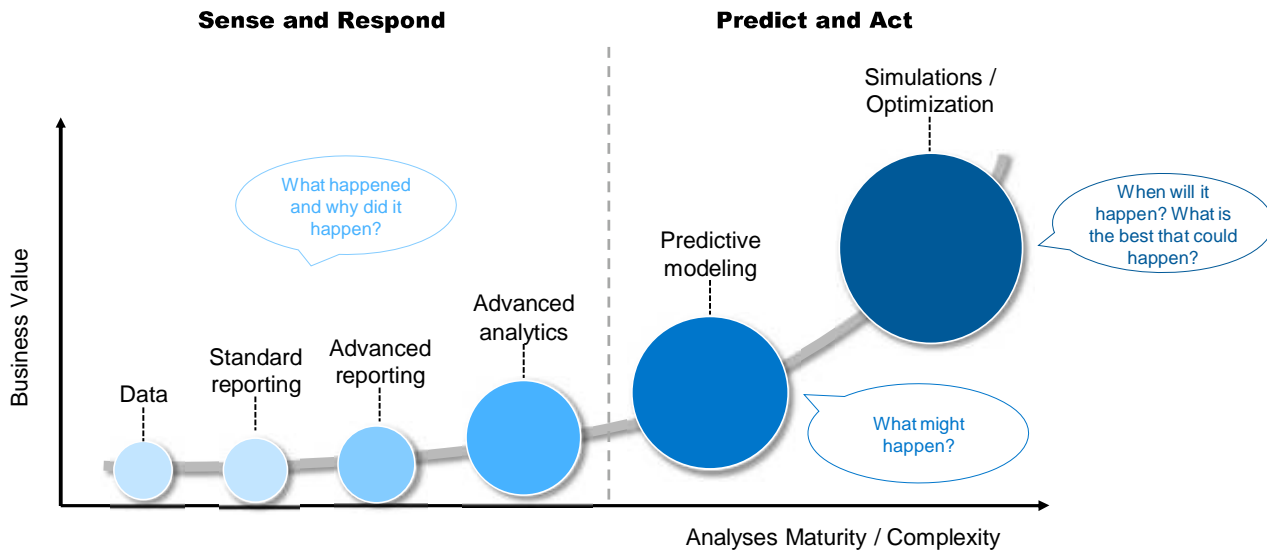 Sense and Respond
Predict and Act
Simulations /
Optimization
What happened
and why did it
happen?
When will it
happen? What is
the best that could
happen?
Predictive
modeling
Advanced
analytics
Advanced
reporting
Standard
reporting
Data
What might
happen?
Business Value
Analyses Maturity / Complexity